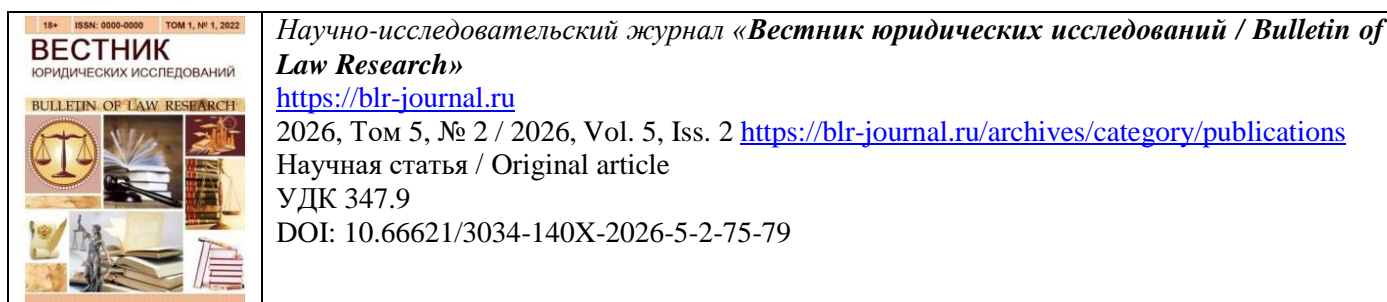 18+ ISSN: 0000-0000 ТОМ 1, № 1, 2022
ВЕСТНИК
ЮРИДИЧЕСКИХ ИССЛЕДОВАНИЙ
BULLETIN OF LAW RESEARCH
Научно-исследовательский журнал «Вестник юридических исследований / Bulletin of
Law Research»
https://blr-journal.ru
2026, Том 5, № 2 / 2026, Vol. 5, Iss. 2 https://blr-journal.ru/archives/category/publications
Научная статья / Original article
УДК 347.9
DOI: 10.66621/3034-140X-2026-5-2-75-79